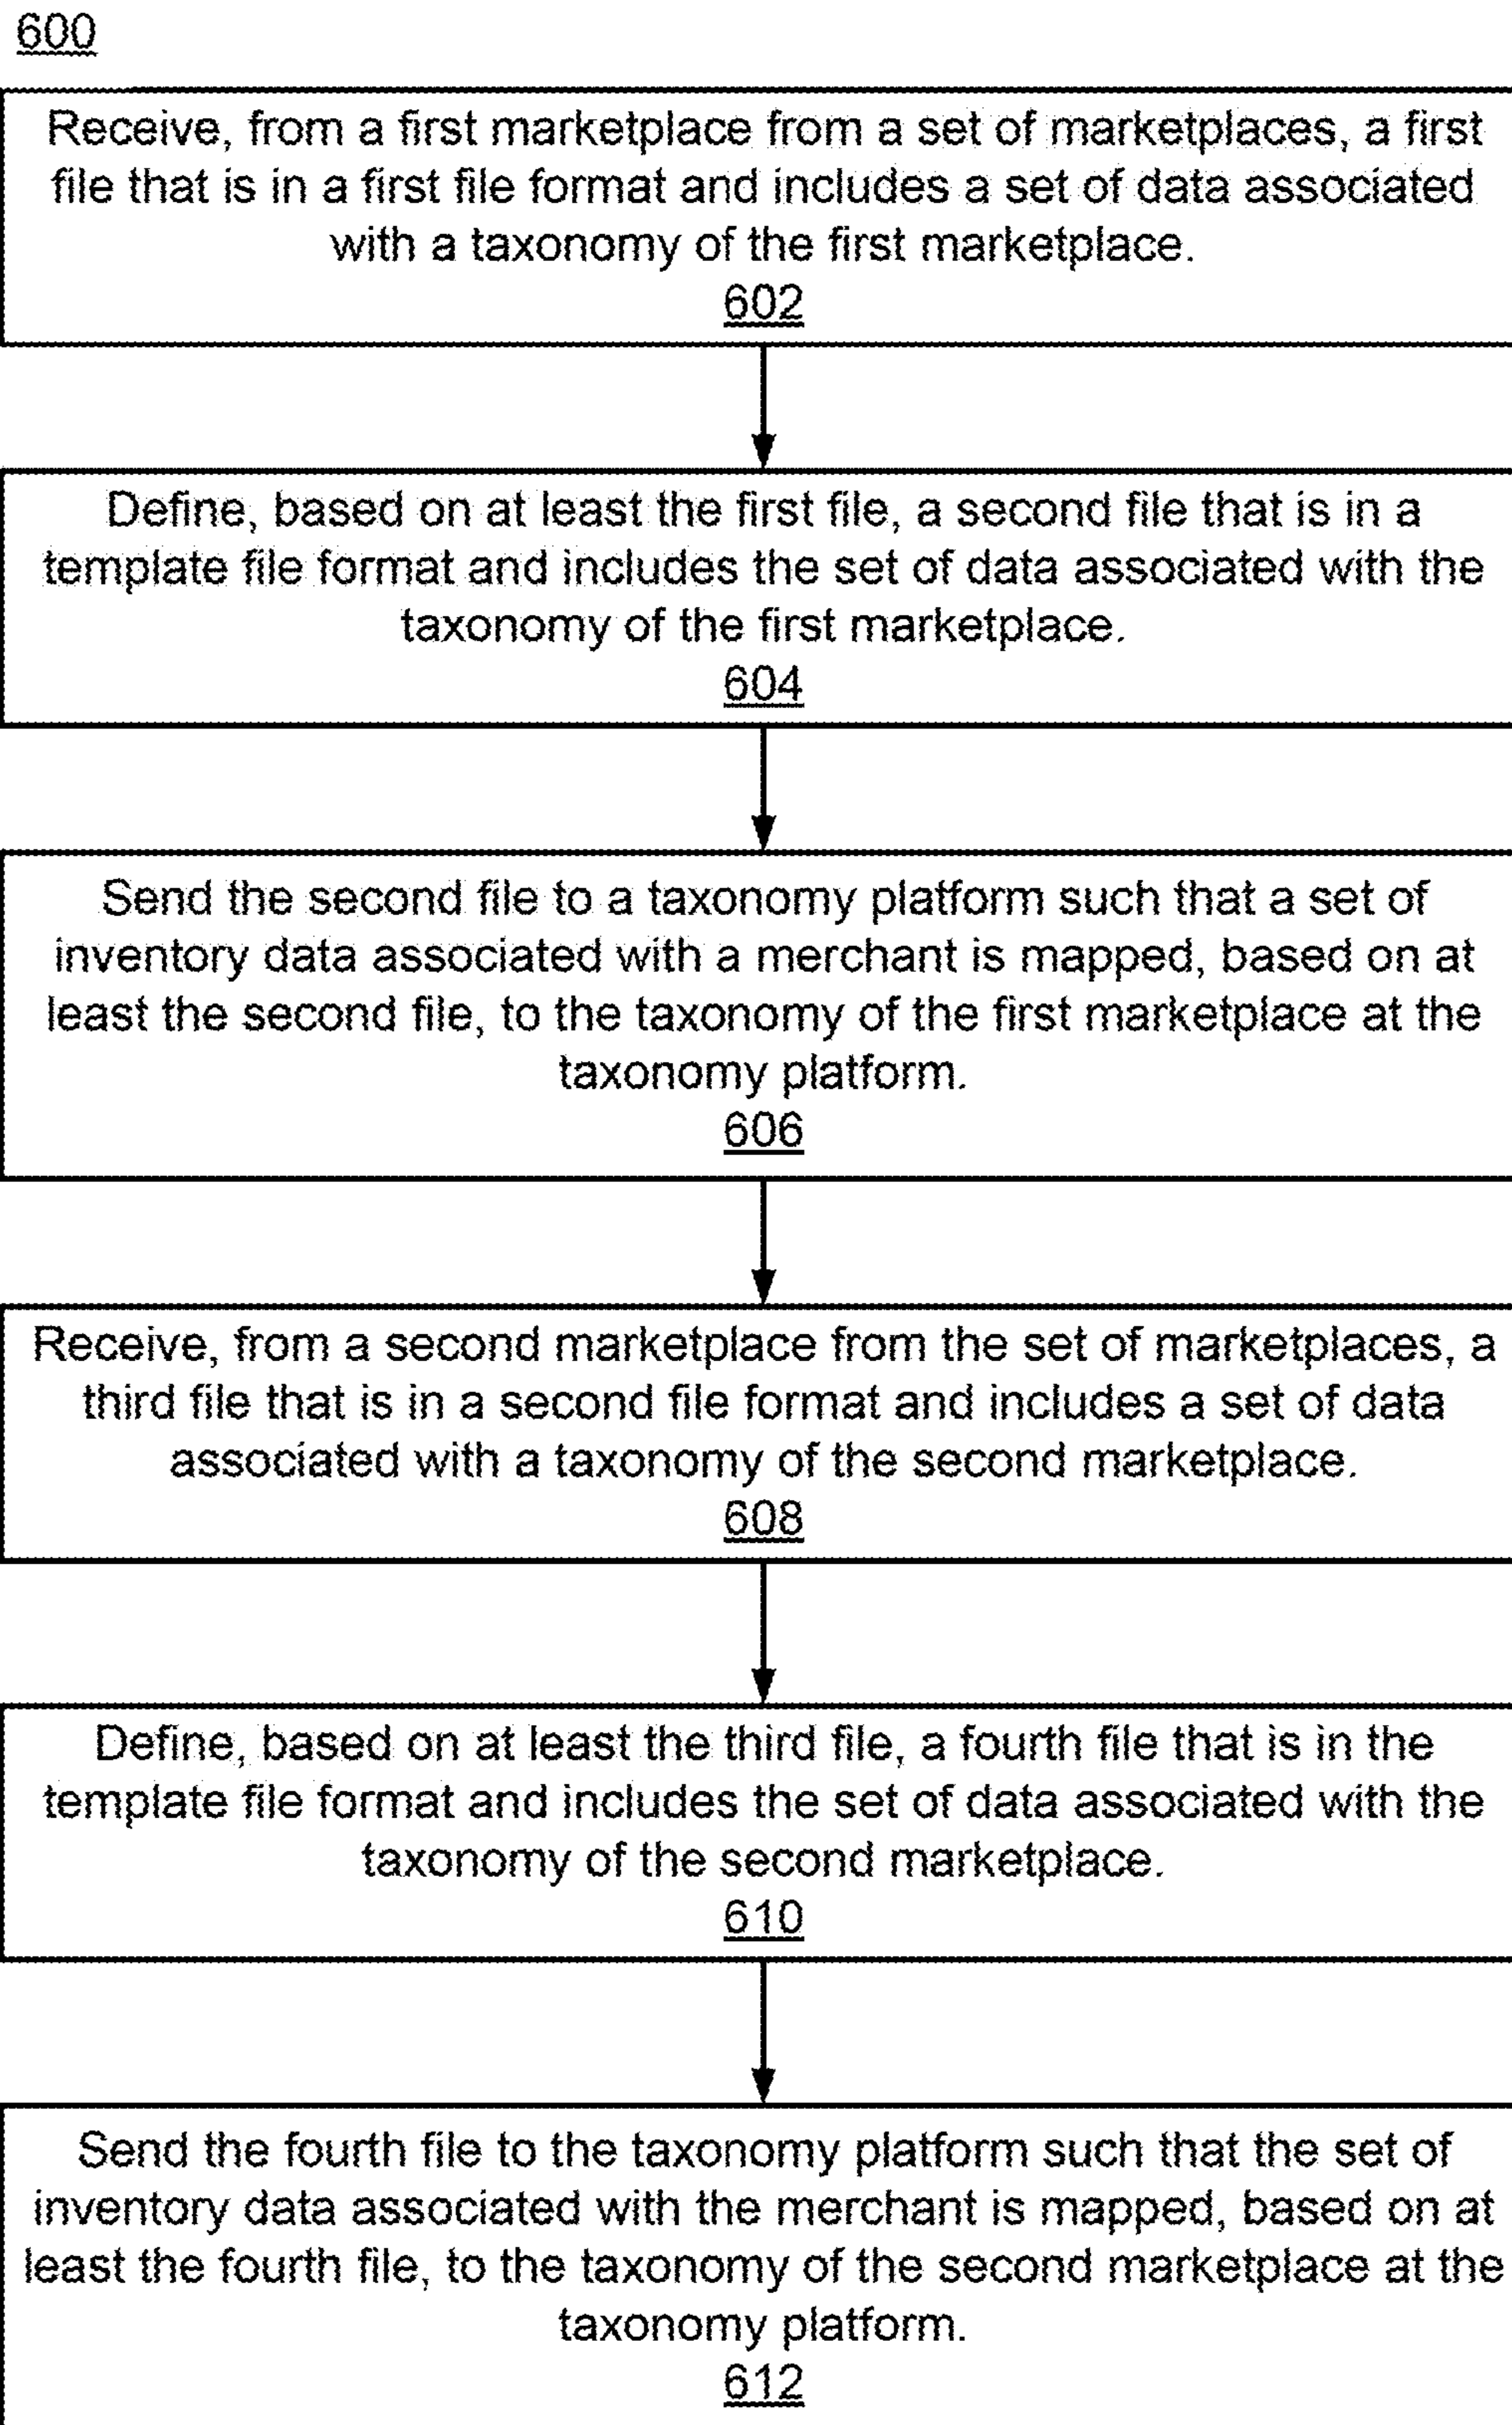 600
Receive, from a first marketplace from a set of marketplaces, a first
file that is in a first file format and includes a set of data associated
with a taxonomy of the first marketplace.
602
Define, based on at least the first file, a second file that is in a
template file format and includes the set of data associated with the
taxonomy of the first marketplace.
604
Send the second file to a taxonomy platform such that a set of
inventory data associated with a merchant is mapped, based on at
least the second file, to the taxonomy of the first marketplace at the
taxonomy platform.
606
Receive, from a second marketplace from the set of marketplaces, a
third file that is in a second file format and includes a set of data
associated with a taxonomy of the second marketplace.
608
Define, based on at least the third file, a fourth file that is in the
template file format and includes the set of data associated with the
taxonomy of the second marketplace.
610
Send the fourth file to the taxonomy platform such that the set of
inventory data associated with the merchant is mapped, based on at
least the fourth file, to the taxonomy of the second marketplace at the
taxonomy platform.
612